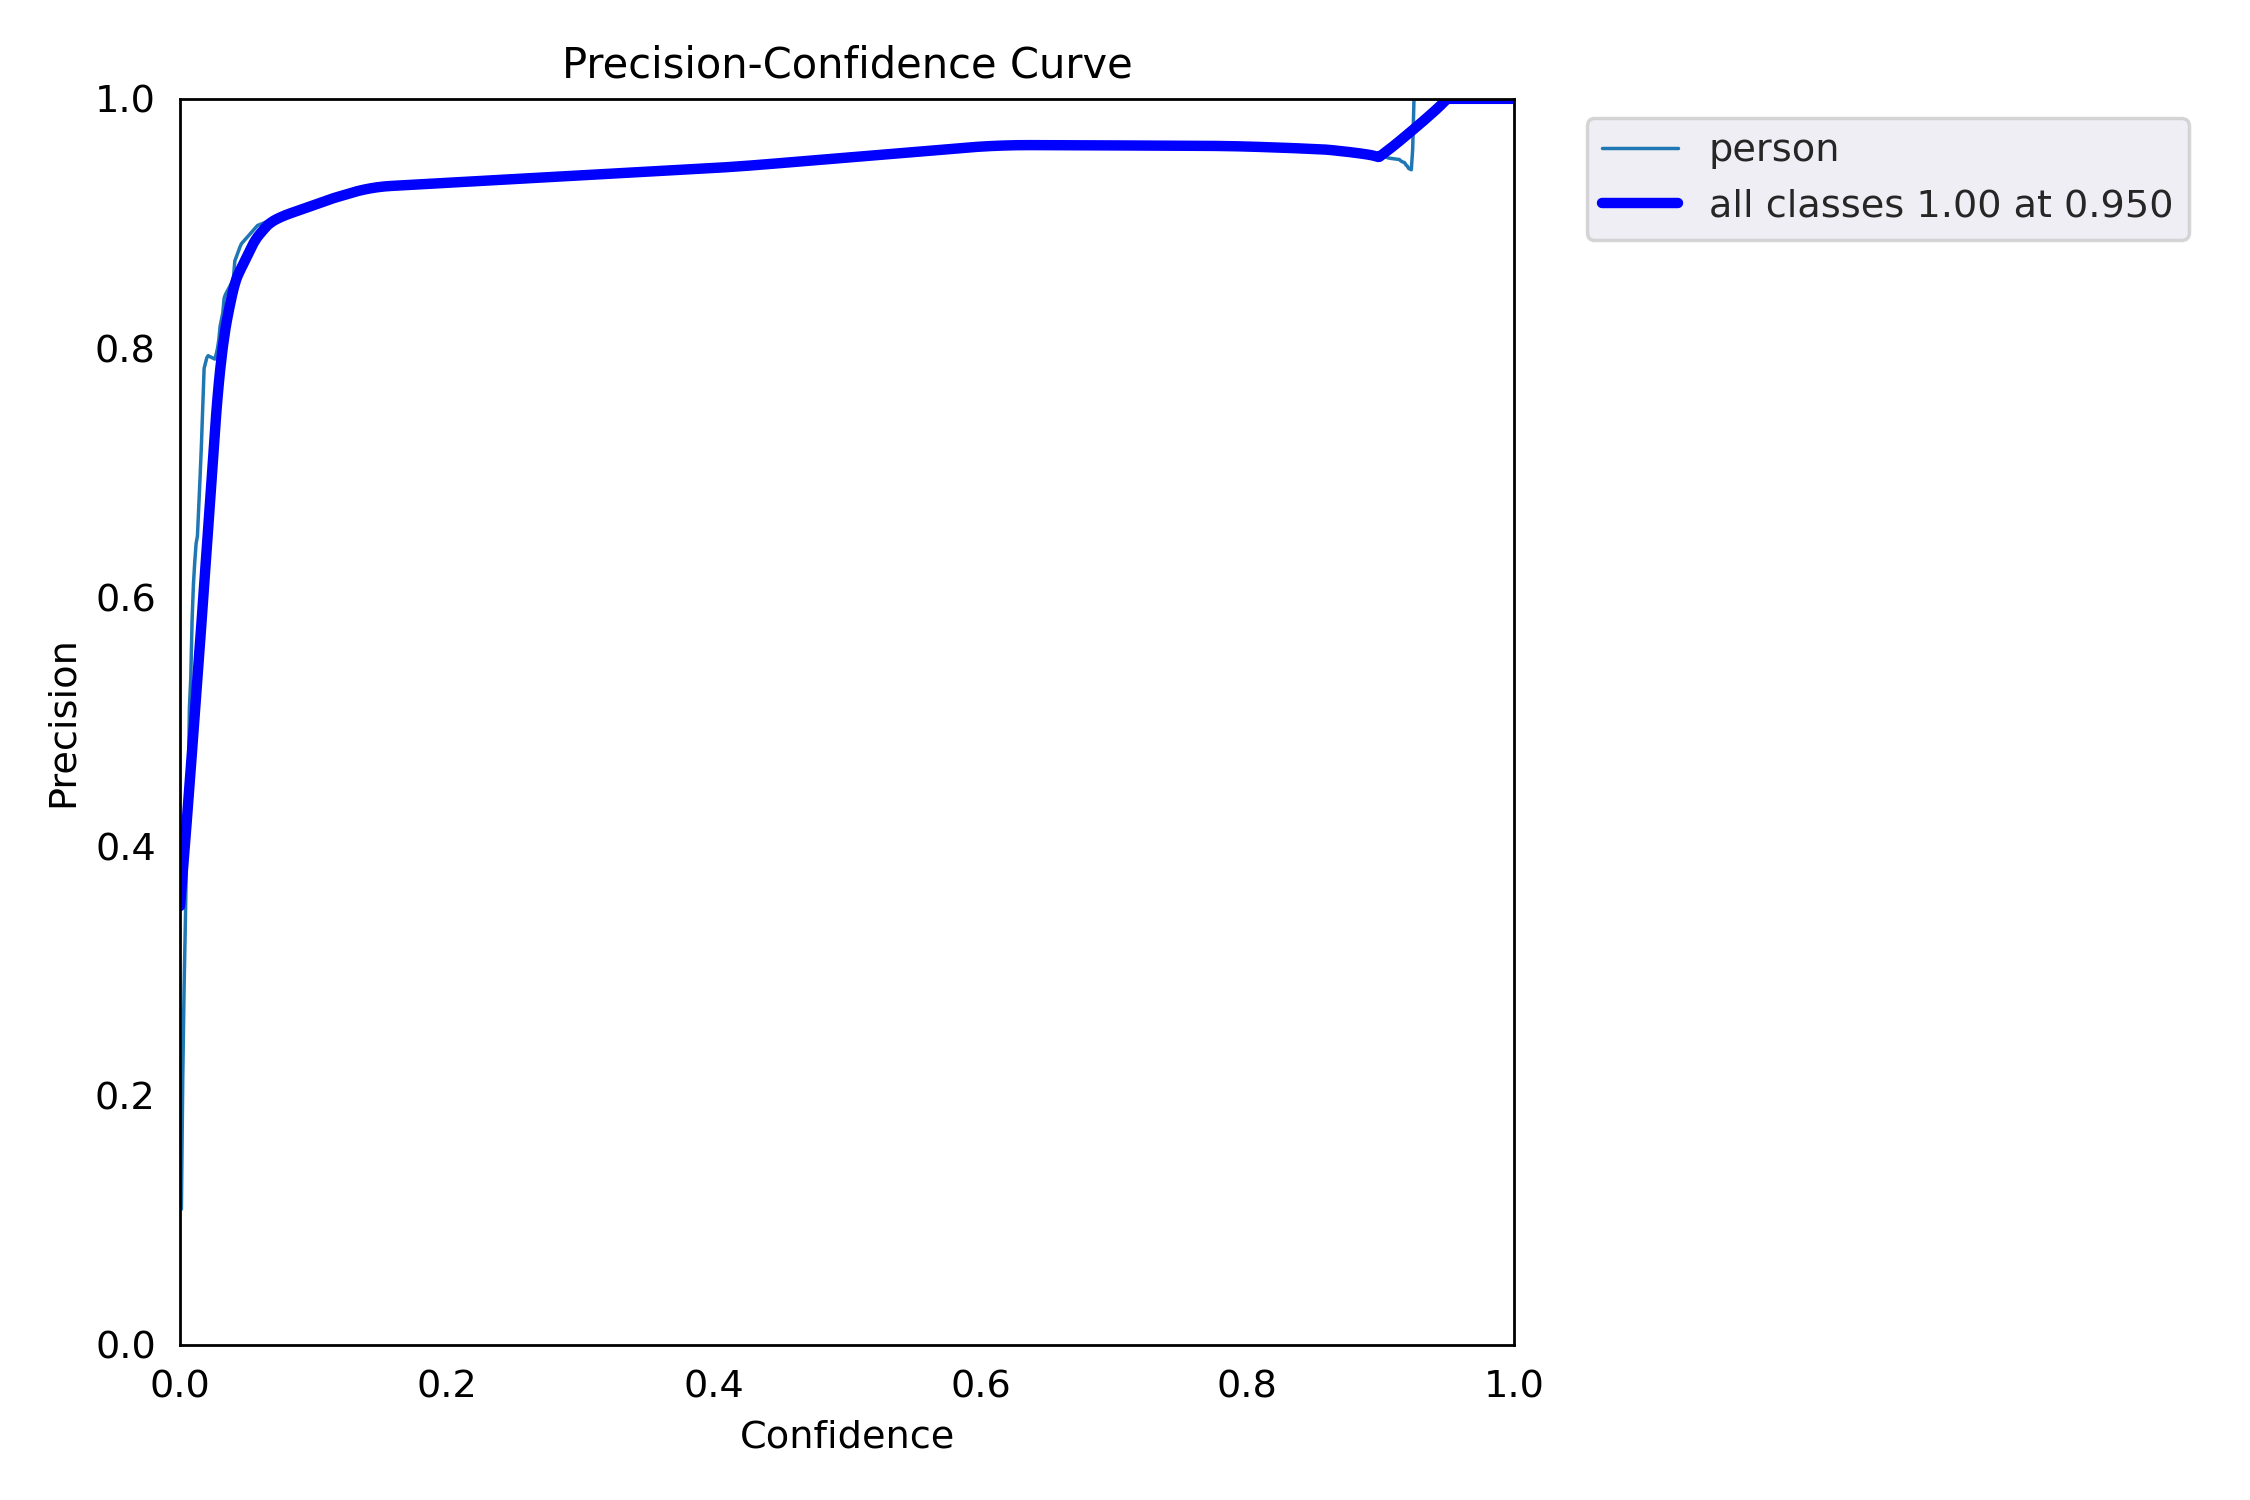 Precision-Confidence Curve
1.0
0.8
0.6
0.4
0.2
0.0
Precision
0.0 0.2 0.4 0.6 0.8 1.0
Confidence
person
all classes 1.00 at 0.950